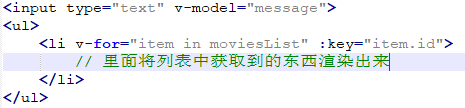 <input type="text" v-model="message">
<ul>
<li v-for="item in moviesList" :key="item.id">
// 里面将列表中获取到的东西渲染出来
</li>
</ul>